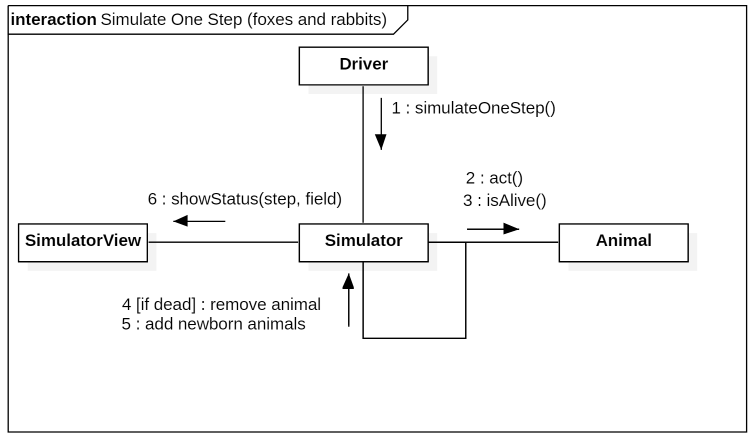 interaction Simulate One Step (foxes and rabbits)
Driver
1 : simulateOneStep()
2 : act()
3 : isAlive()
6 : showStatus(step, field)
SimulatorView
Simulator
Animal
4 [if dead] : remove animal
5 : add newborn animals